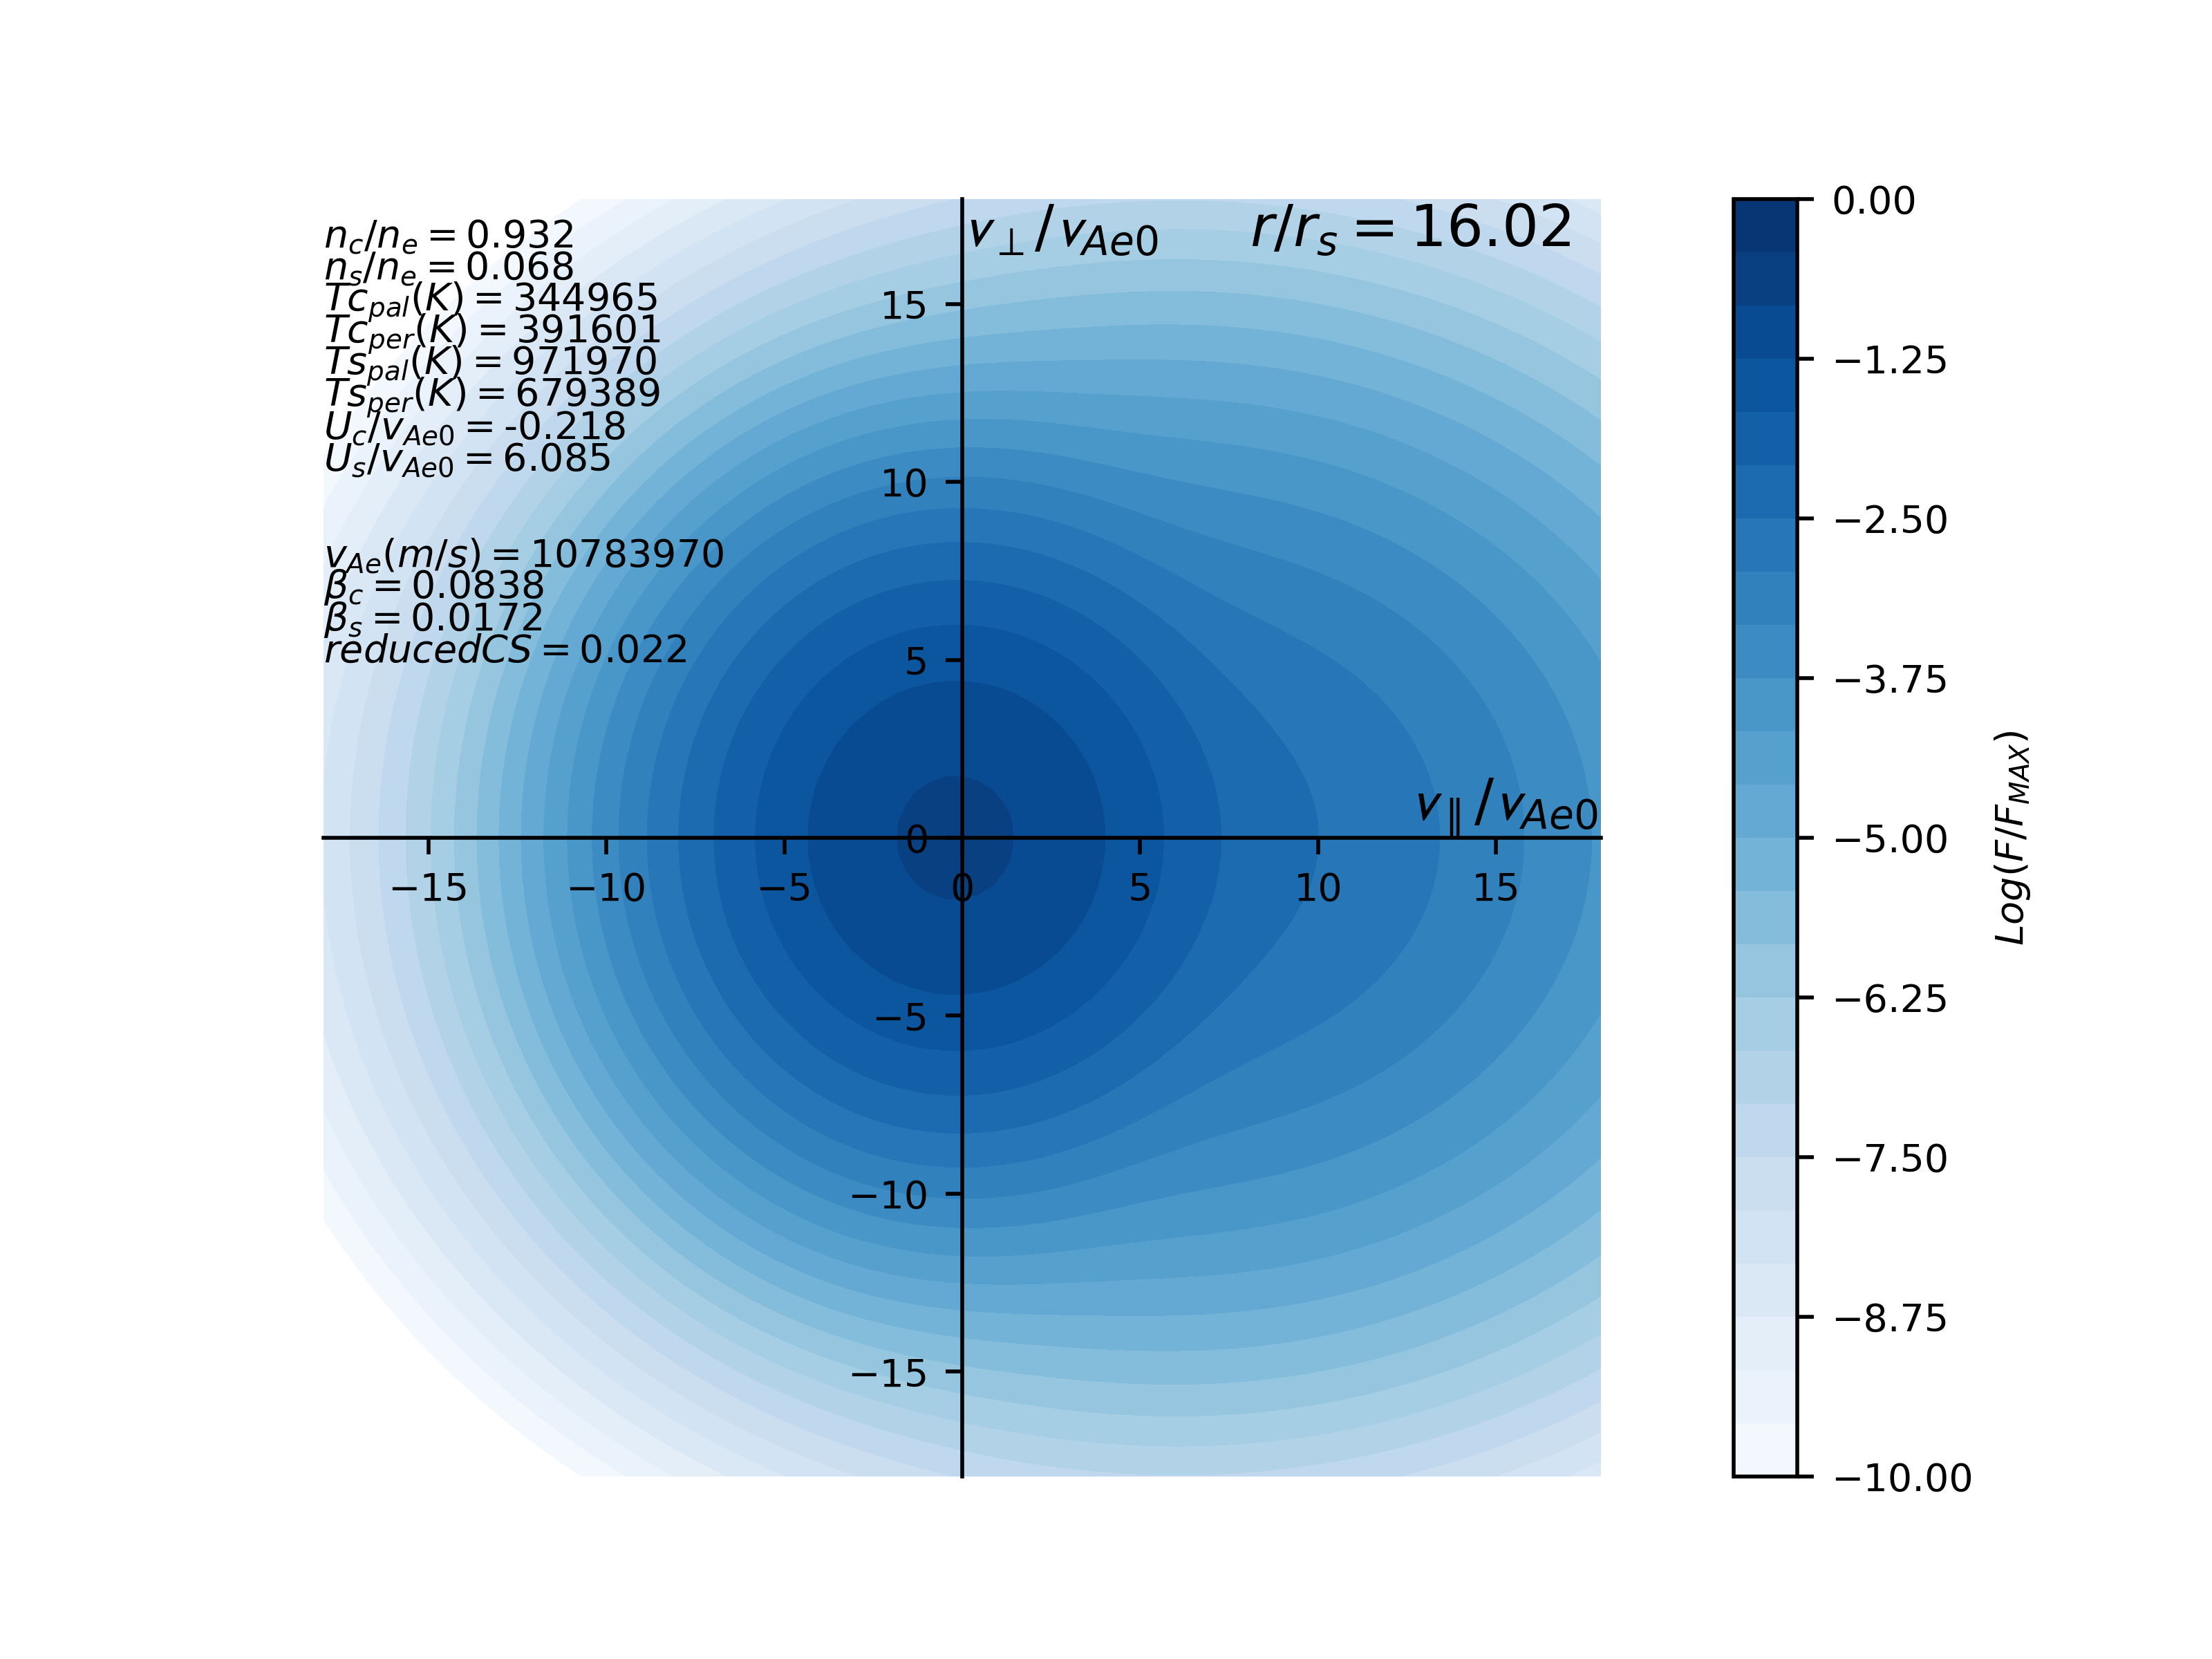 n_c/n_e = 0.932
n_s/n_e = 0.068
Tc_pal(K) = 344965
Tc_per(K) = 391601
Ts_pal(K) = 971970
Ts_per(K) = 679389
U_c/v_Ae0 = -0.218
U_s/v_Ae0 = 6.085
v_Ae(m/s) = 10783970
β_c = 0.0838
β_s = 0.0172
reducedCS = 0.022
v_⊥/v_Ae0
r/r_s = 16.02
15
10
5
0
−5
−10
−15
v_∥/v_Ae0
−15
−10
−5
0
5
10
15
0.00
−1.25
−2.50
−3.75
−5.00
−6.25
−7.50
−8.75
−10.00
Log(F/F_MAX)